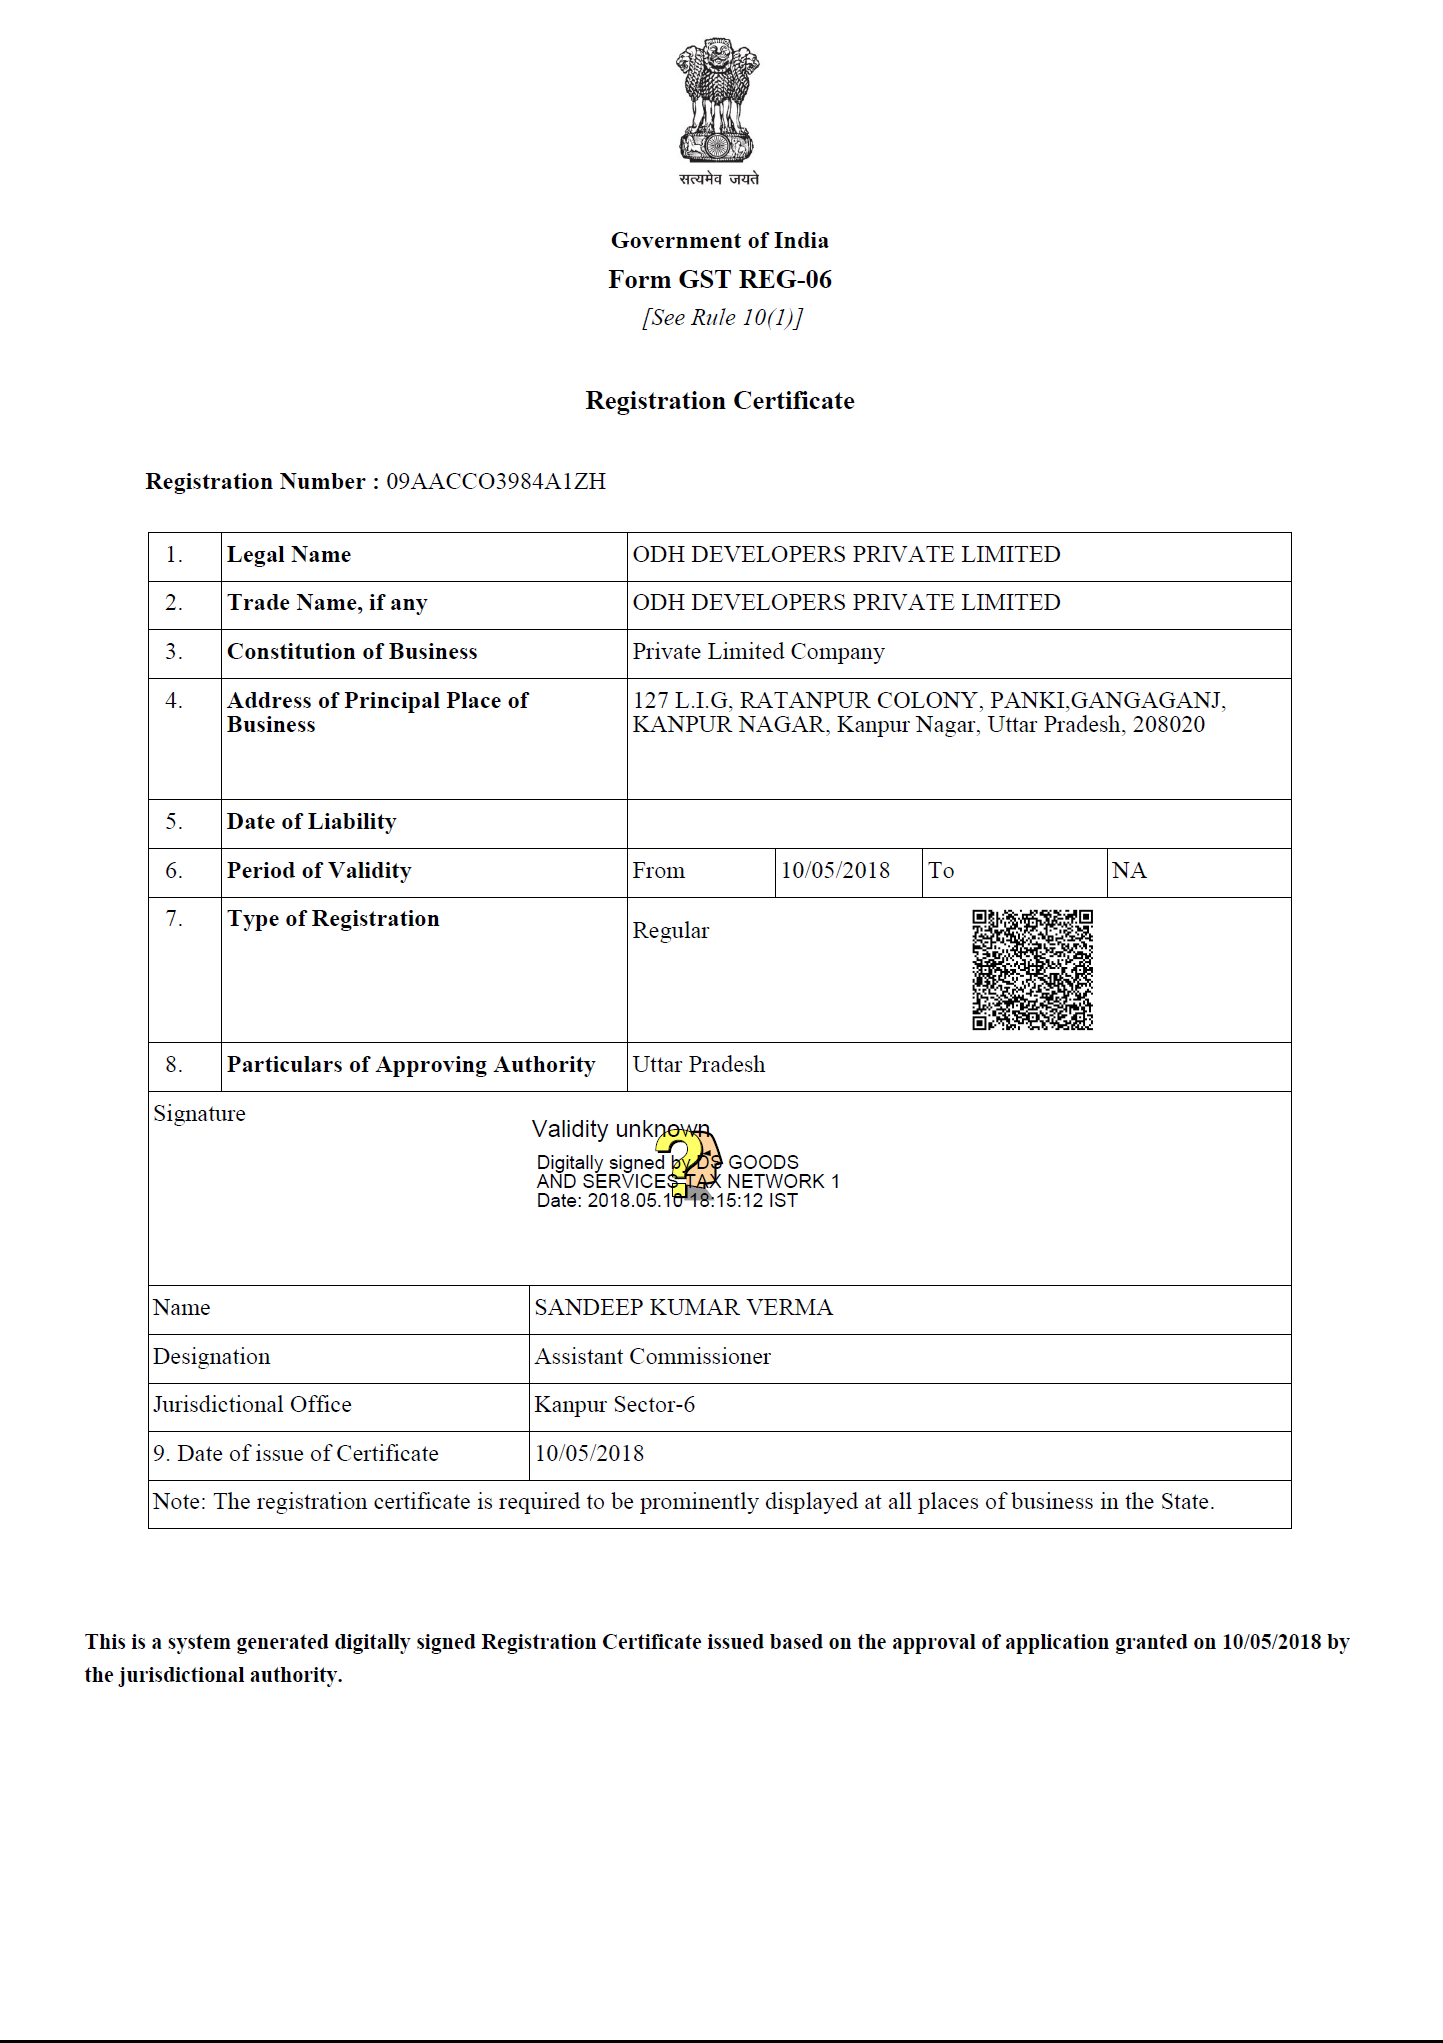 सत्यमेव जयते
Government of India
Form GST REG-06
[See Rule 10(1)]
Registration Certificate
Registration Number : 09AACCO3984A1ZH
1. Legal Name ODH DEVELOPERS PRIVATE LIMITED
2. Trade Name, if any ODH DEVELOPERS PRIVATE LIMITED
3. Constitution of Business Private Limited Company
4. Address of Principal Place of Business 127 L.I.G, RATANPUR COLONY, PANKI,GANGAGANJ,
KANPUR NAGAR, Kanpur Nagar, Uttar Pradesh, 208020
5. Date of Liability
6. Period of Validity From 10/05/2018 To NA
7. Type of Registration Regular
8. Particulars of Approving Authority Uttar Pradesh
Signature
Validity unknown
Digitally signed by DS GOODS
AND SERVICES TAX NETWORK 1
Date: 2018.05.10 18:15:12 IST
Name SANDEEP KUMAR VERMA
Designation Assistant Commissioner
Jurisdictional Office Kanpur Sector-6
9. Date of issue of Certificate 10/05/2018
Note: The registration certificate is required to be prominently displayed at all places of business in the State.
This is a system generated digitally signed Registration Certificate issued based on the approval of application granted on 10/05/2018 by
the jurisdictional authority.